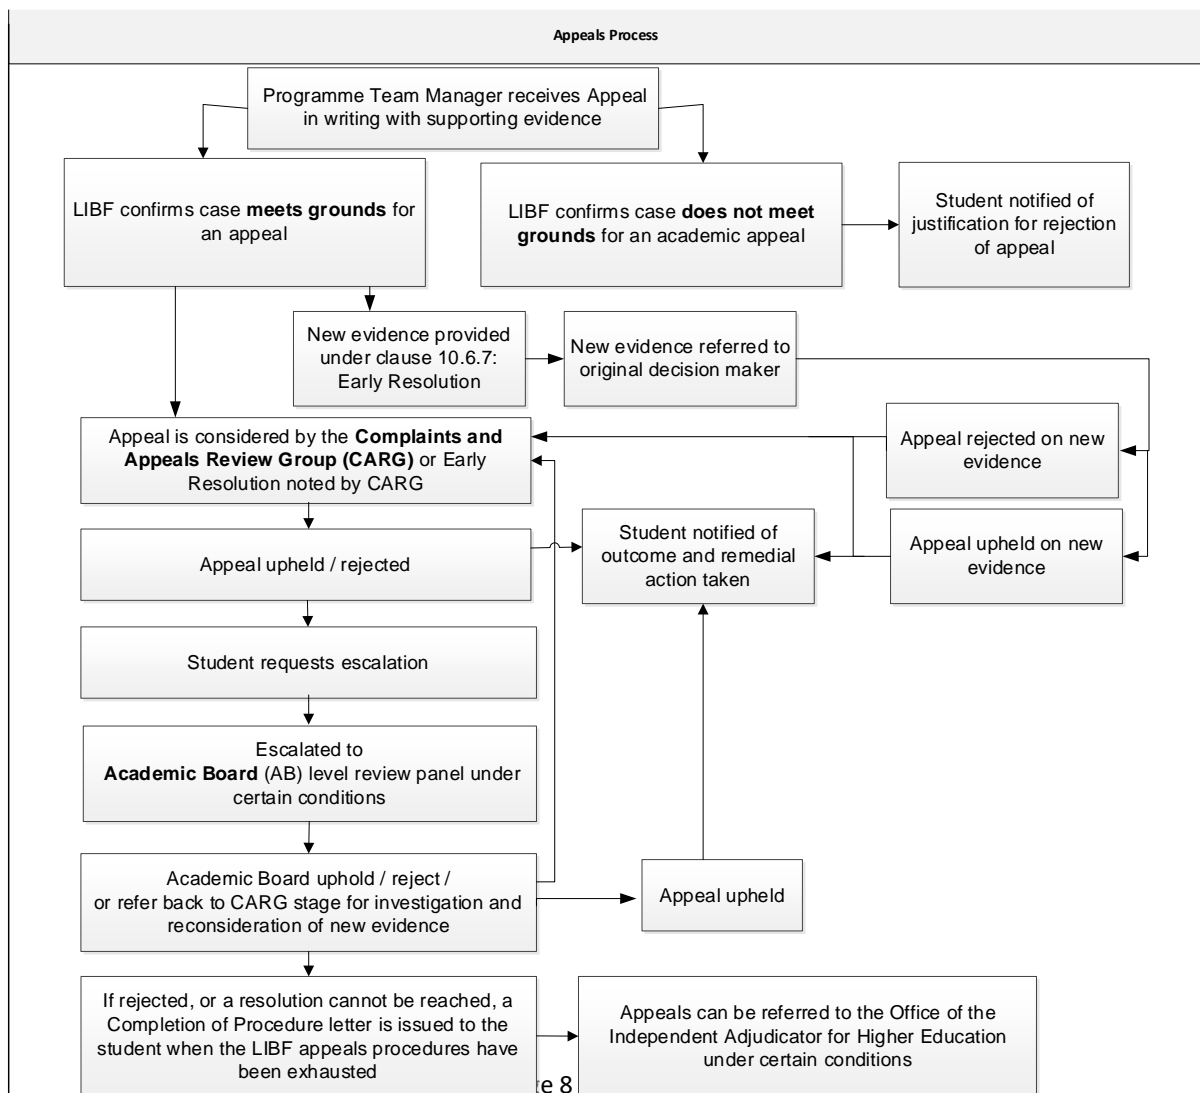 Appeals Process
Programme Team Manager receives Appeal
in writing with supporting evidence
LIBF confirms case meets grounds for
an appeal
LIBF confirms case does not meet
grounds for an academic appeal
Student notified of
justification for rejection
of appeal
New evidence provided
under clause 10.6.7:
Early Resolution
New evidence referred to
original decision maker
Appeal is considered by the Complaints and
Appeals Review Group (CARG) or Early
Resolution noted by CARG
Appeal rejected on new
evidence
Appeal upheld / rejected
Student notified of
outcome and remedial
action taken
Appeal upheld on new
evidence
Student requests escalation
Escalated to
Academic Board (AB) level review panel under
certain conditions
Academic Board uphold / reject /
or refer back to CARG stage for investigation and
reconsideration of new evidence
Appeal upheld
If rejected, or a resolution cannot be reached, a
Completion of Procedure letter is issued to the
student when the LIBF appeals procedures have
been exhausted
Appeals can be referred to the Office of the
Independent Adjudicator for Higher Education
under certain conditions
e 8